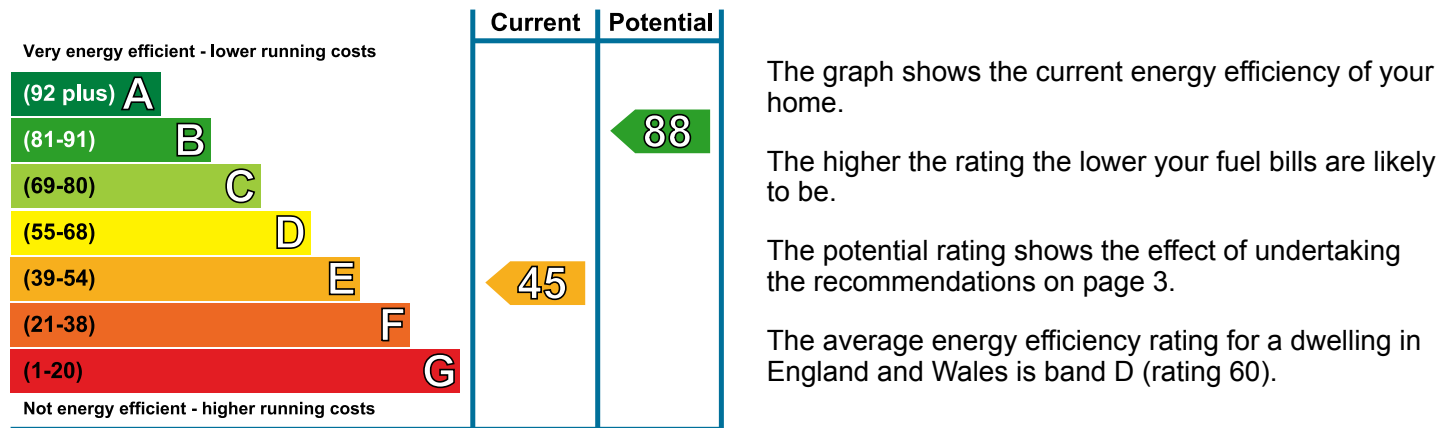 Current Potential
Very energy efficient - lower running costs
(92 plus) A
(81-91) B
88
(69-80) C
(55-68) D
(39-54) E
45
(21-38) F
(1-20) G
Not energy efficient - higher running costs
The graph shows the current energy efficiency of your
home.
The higher the rating the lower your fuel bills are likely
to be.
The potential rating shows the effect of undertaking
the recommendations on page 3.
The average energy efficiency rating for a dwelling in
England and Wales is band D (rating 60).